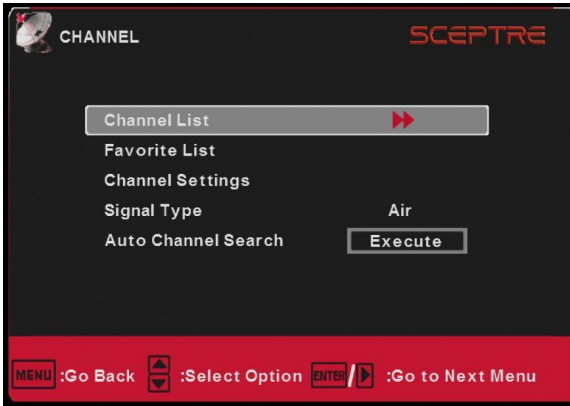 CHANNEL SCEPTRE
Channel List
Favorite List
Channel Settings
Signal Type Air
Auto Channel Search Execute
MENU :Go Back :Select Option ENTER/ :Go to Next Menu